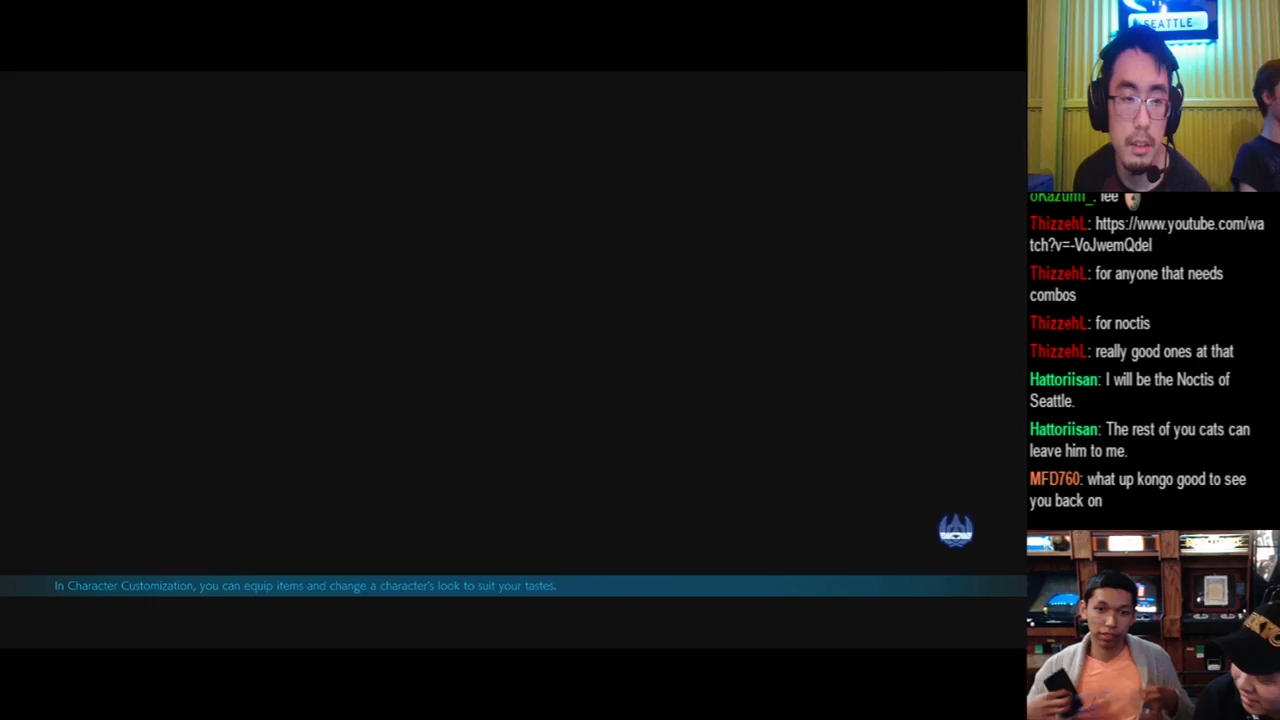 SEATTLE
oKazumi_: lee
ThizzehL: https://www.youtube.com/wa
tch?v=-VoJwemQdeI
ThizzehL: for anyone that needs
combos
ThizzehL: for noctis
ThizzehL: really good ones at that
Hattoriisan: I will be the Noctis of
Seattle.
Hattoriisan: The rest of you cats can
leave him to me.
MFD760: what up kongo good to see
you back on
In Character Customization, you can equip items and change a character's look to suit your tastes.